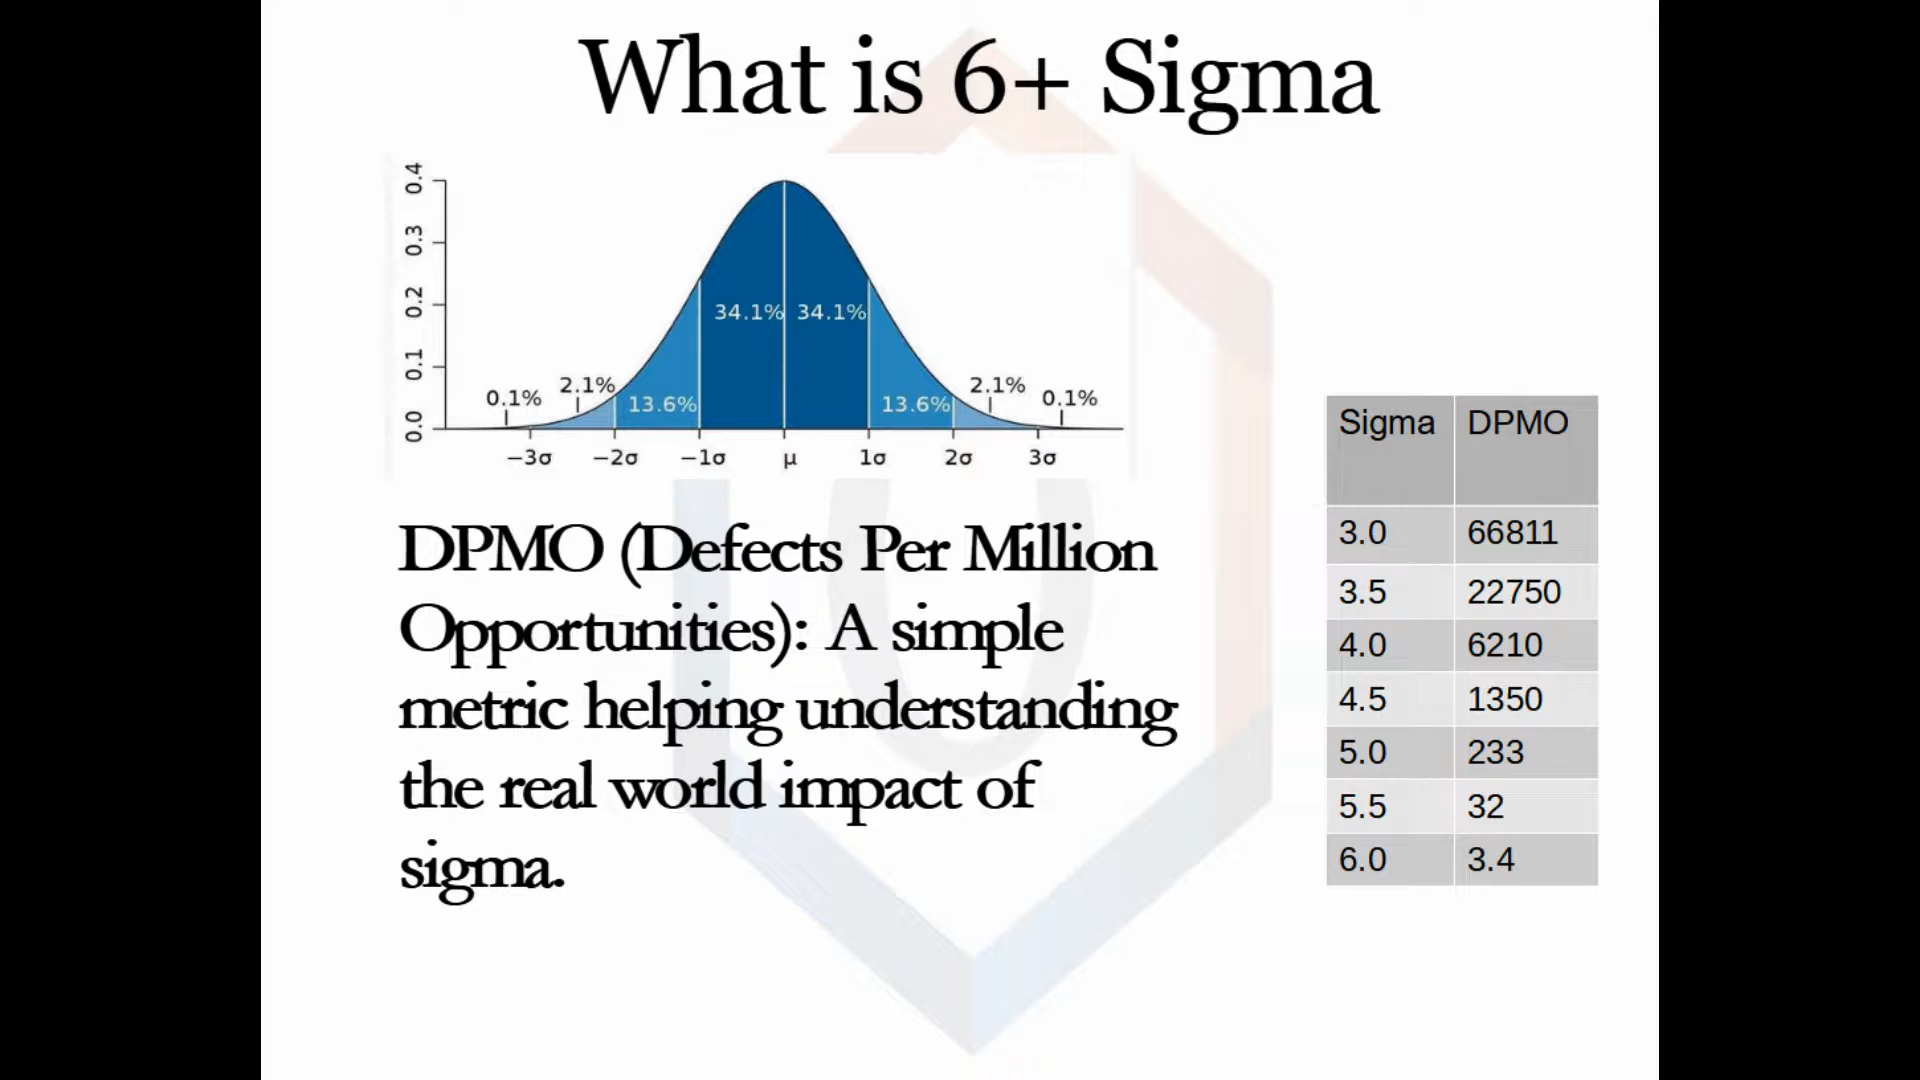 What is 6+ Sigma
0.4
0.3
0.2
0.1
0.0
34.1% 34.1%
0.1% 2.1% 13.6% 13.6% 2.1% 0.1%
−3σ −2σ −1σ μ 1σ 2σ 3σ
DPMO (Defects Per Million
Opportunities): A simple
metric helping understanding
the real world impact of
sigma.
Sigma DPMO
3.0 66811
3.5 22750
4.0 6210
4.5 1350
5.0 233
5.5 32
6.0 3.4